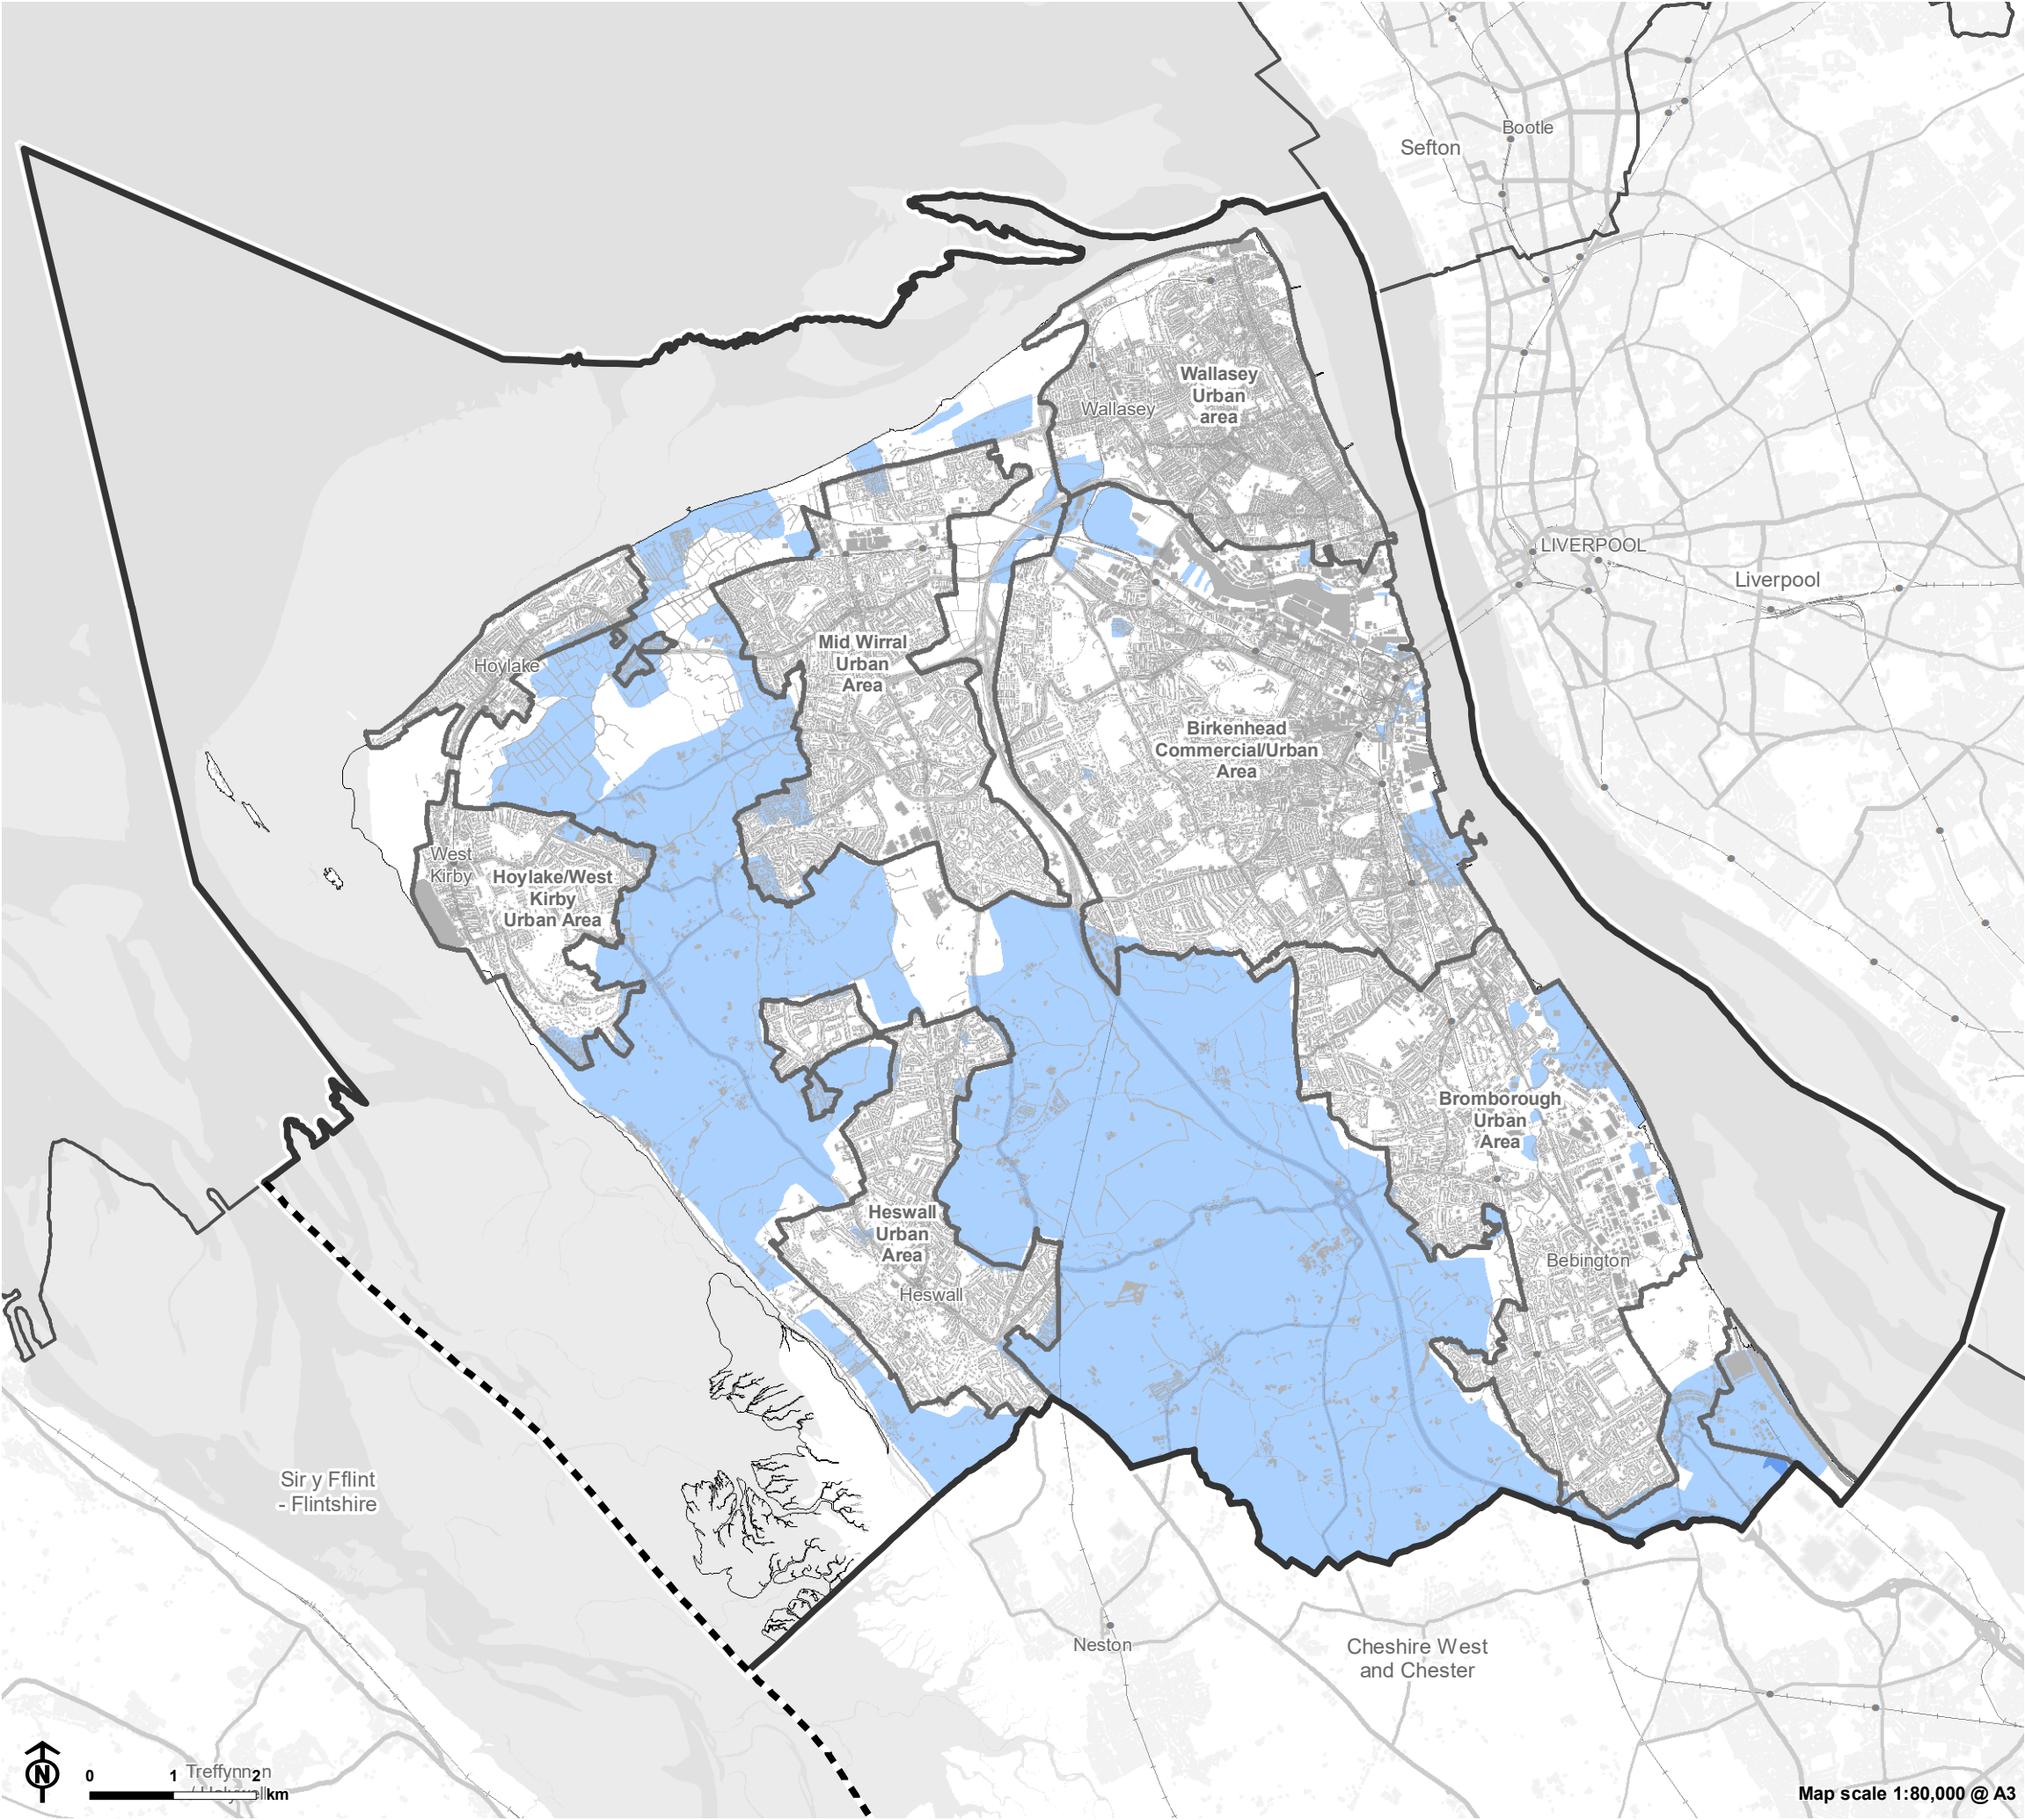 Bootle
Sefton
Wallasey
Urban
area
Wallasey
LIVERPOOL
Liverpool
Mid Wirral
Urban
Area
Hoylake
Birkenhead
Commercial/Urban
Area
West
Kirby
Hoylake/West
Kirby
Urban Area
Bromborough
Urban
Area
Heswall
Urban
Area
Bebington
Heswall
Sir y Fflint
- Flintshire
Neston
Cheshire West
and Chester
N
0 1 2
km
Map scale 1:80,000 @ A3